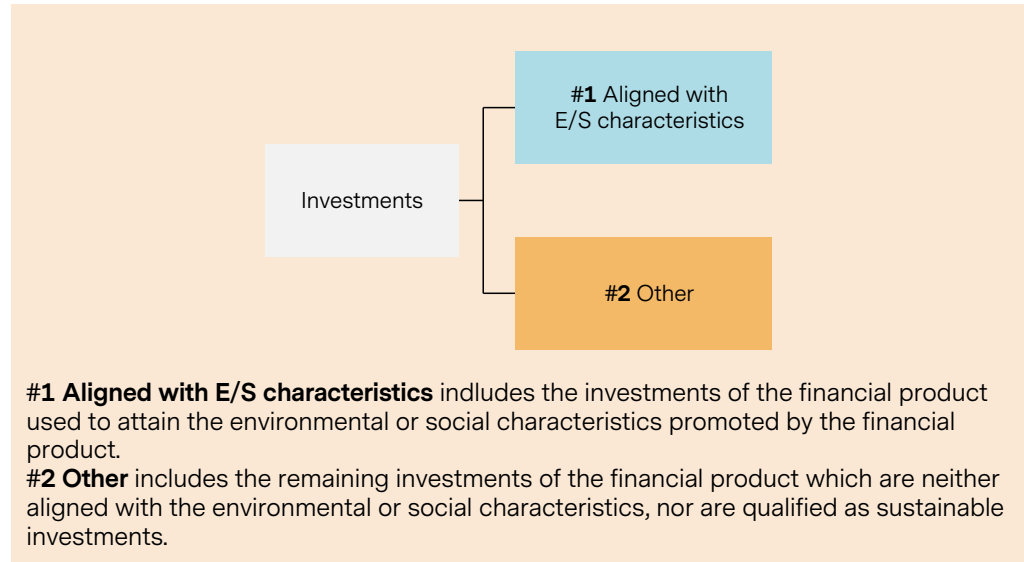 #1 Aligned with
E/S characteristics
Investments
#2 Other
#1 Aligned with E/S characteristics indludes the investments of the financial product
used to attain the environmental or social characteristics promoted by the financial
product.
#2 Other includes the remaining investments of the financial product which are neither
aligned with the environmental or social characteristics, nor are qualified as sustainable
investments.